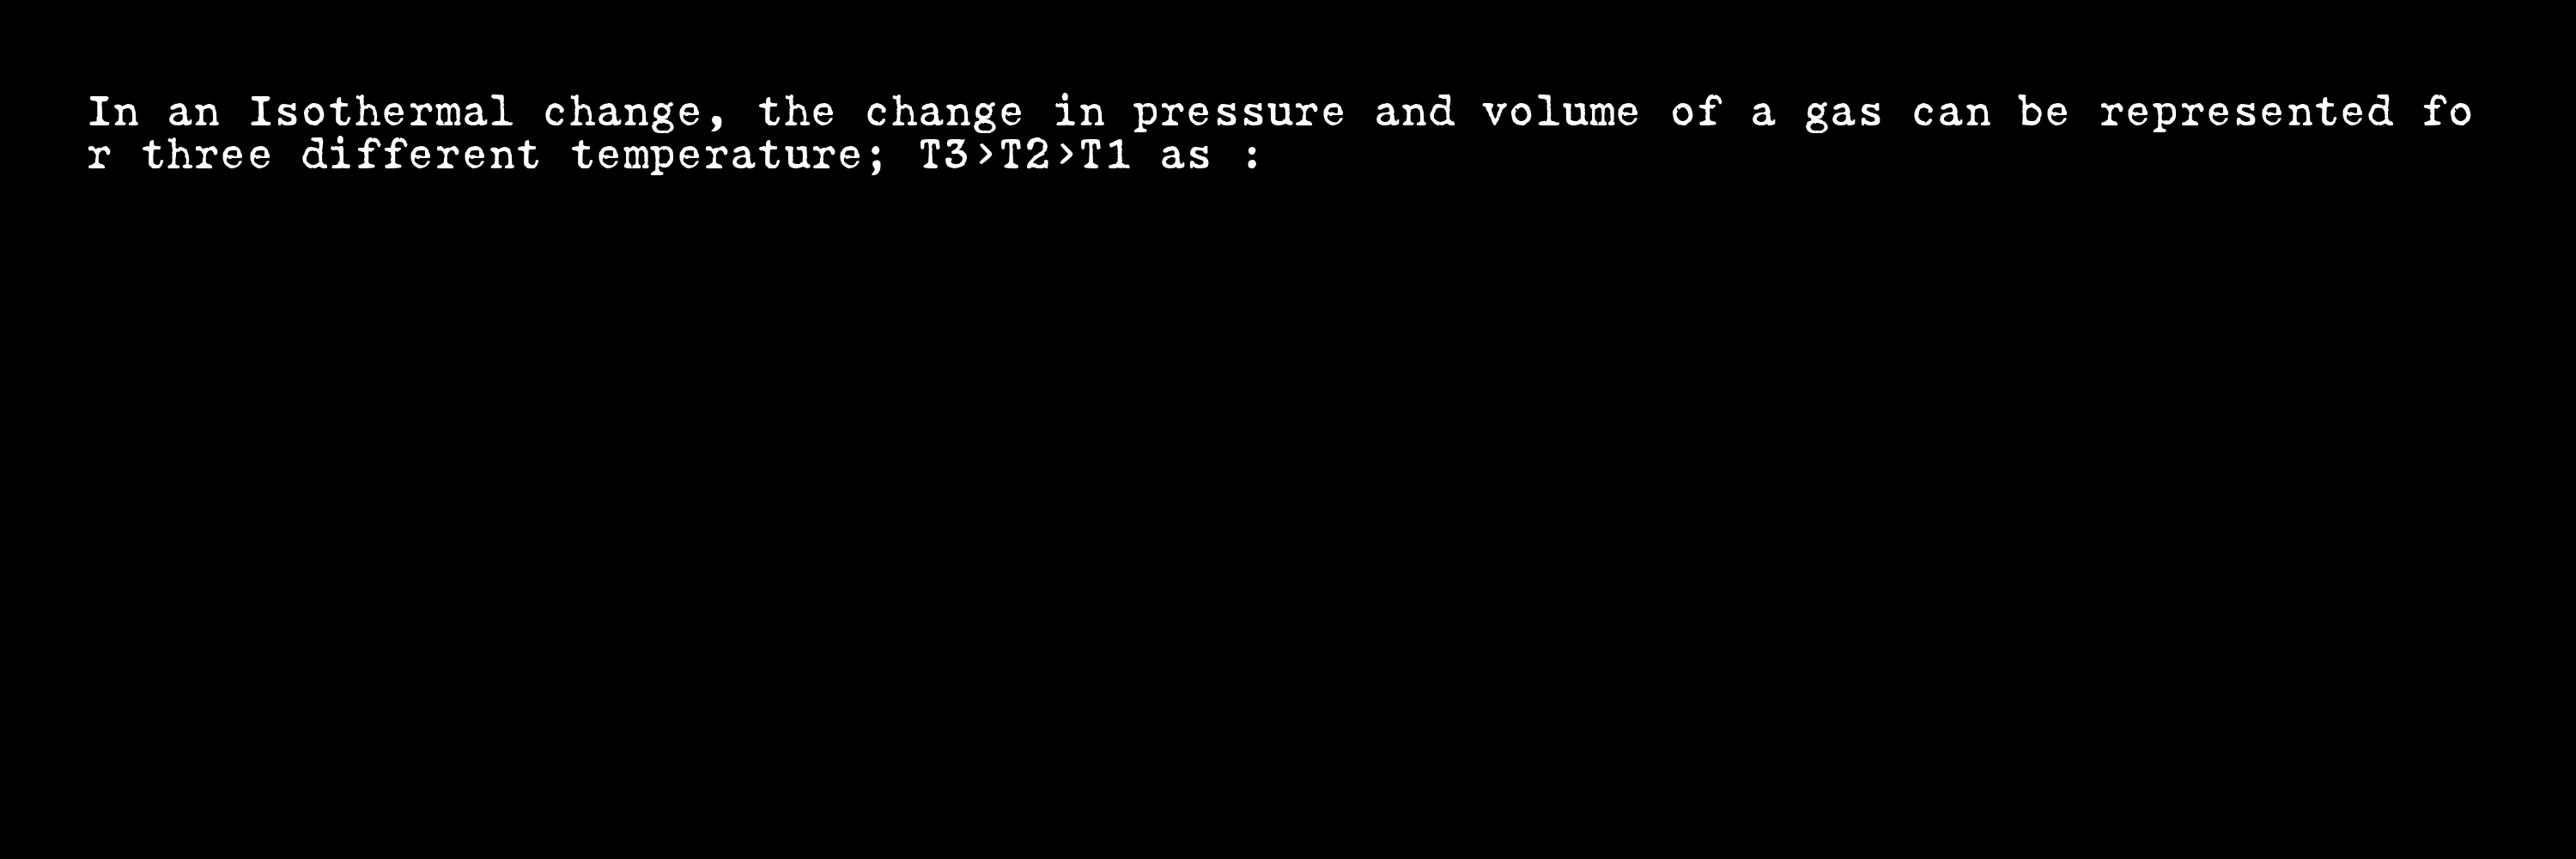 In an Isothermal change, the change in pressure and volume of a gas can be represented fo
r three different temperature; T3>T2>T1 as :